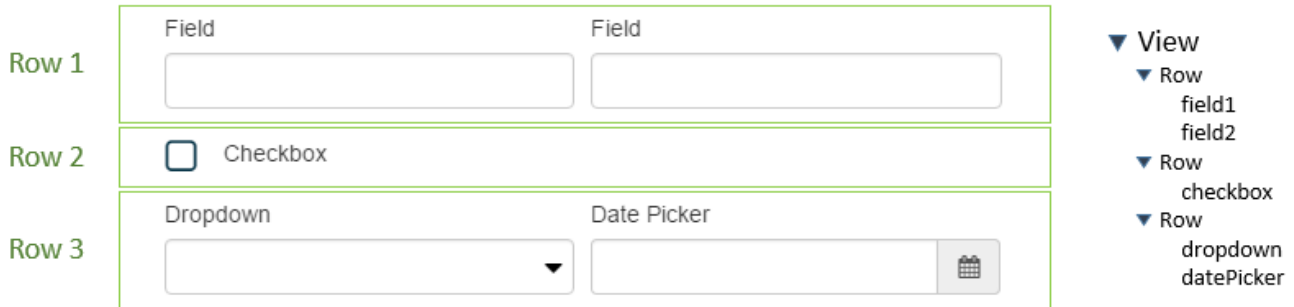 Row 1
Field
Field
Row 2
Checkbox
Row 3
Dropdown
Date Picker
View
Row
field1
field2
Row
checkbox
Row
dropdown
datePicker